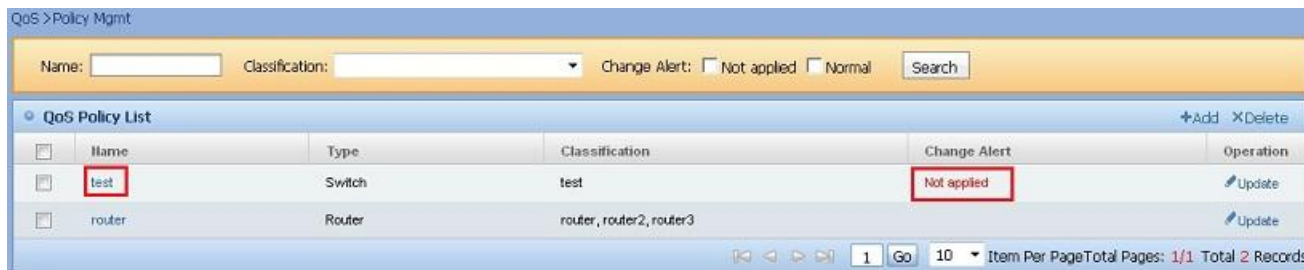 QoS >Policy Mgmt
Name: Classification: Change Alert: Not applied Normal Search
QoS Policy List +Add XDelete
Name Type Classification Change Alert Operation
test Switch test Not applied Update
router Router router, router2, router3 Update
1 Go 10 Item Per PageTotal Pages: 1/1 Total 2 Records